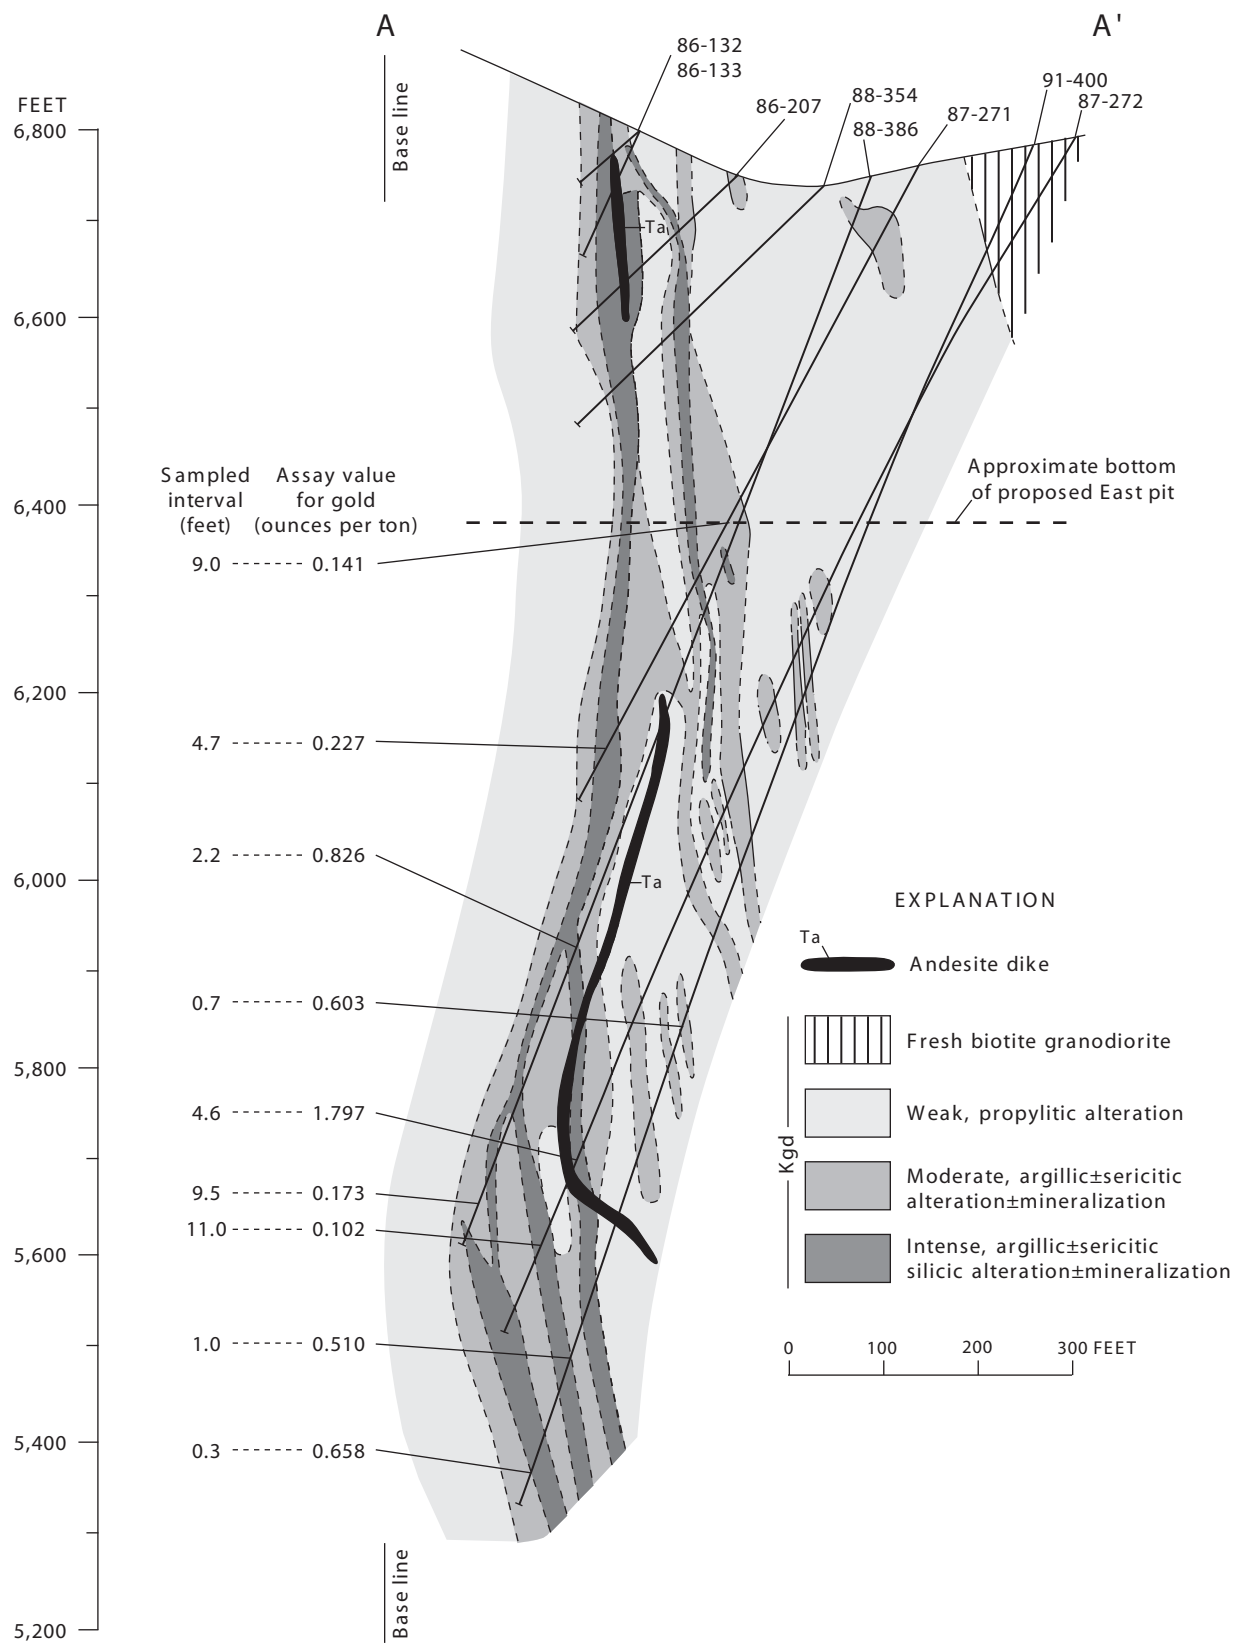 A
A'
86-132
86-133
86-207
88-354
88-386
87-271
91-400
87-272
FEET
6,800
6,600
6,400
6,200
6,000
5,800
5,600
5,400
5,200
Base line
Ta
Approximate bottom
of proposed East pit
Sampled
interval
(feet)
Assay value
for gold
(ounces per ton)
9.0 ------- 0.141
4.7 ------- 0.227
2.2 ------- 0.826
0.7 ------- 0.603
4.6 ------- 1.797
9.5 ------- 0.173
11.0 ------- 0.102
1.0 ------- 0.510
0.3 ------- 0.658
Ta
EXPLANATION
Ta
Andesite dike
Kgd
Fresh biotite granodiorite
Weak, propylitic alteration
Moderate, argillic±sericitic
alteration±mineralization
Intense, argillic±sericitic
silicic alteration±mineralization
0 100 200 300 FEET
Base line